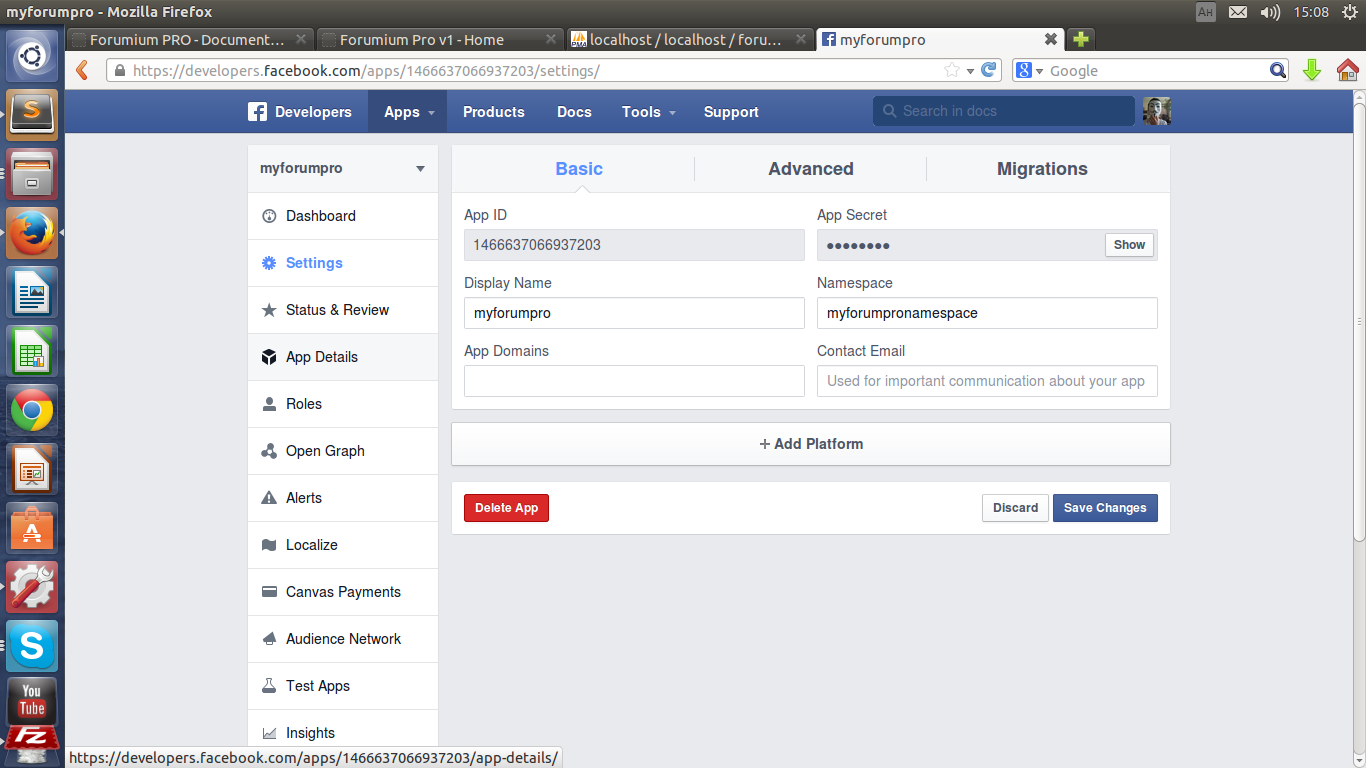 myforumpro - Mozilla Firefox
Ан
15:08
Forumium PRO - Document...
Forumium Pro v1 - Home
localhost / localhost / foru...
myforumpro
https://developers.facebook.com/apps/1466637066937203/settings/
Google
Developers
Apps
Products
Docs
Tools
Support
Search in docs
myforumpro
Basic
Advanced
Migrations
Dashboard
Settings
Status & Review
App Details
Roles
Open Graph
Alerts
Localize
Canvas Payments
Audience Network
Test Apps
Insights
App ID
App Secret
1466637066937203
●●●●●●●●
Show
Display Name
Namespace
myforumpro
myforumpronamespace
App Domains
Contact Email
Used for important communication about your app
+ Add Platform
Delete App
Discard
Save Changes
You
Tube
Fz
https://developers.facebook.com/apps/1466637066937203/app-details/